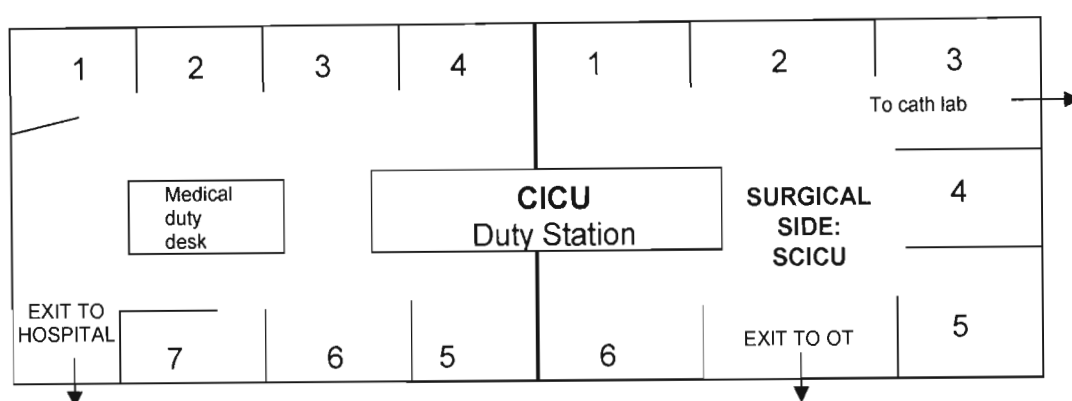 1 2 3 4 1 2 3
To cath lab
Medical
duty
desk
CICU
Duty Station
SURGICAL
SIDE:
SCICU
4
EXIT TO
HOSPITAL
7 6 5 6
EXIT TO OT
5